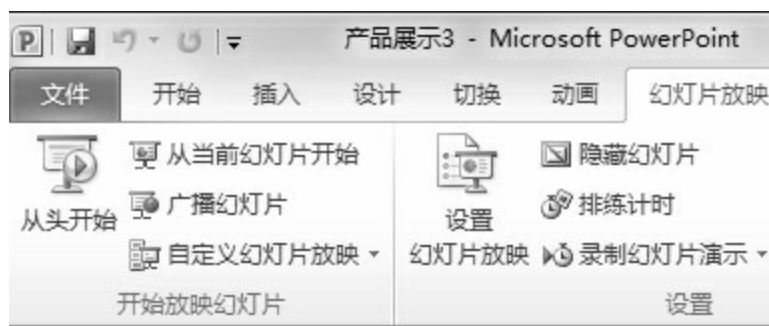 产品展示3 - Microsoft PowerPoint
文件 开始 插入 设计 切换 动画 幻灯片放映
从头开始
从当前幻灯片开始
广播幻灯片
自定义幻灯片放映
设置
幻灯片放映
隐藏幻灯片
排练计时
录制幻灯片演示
开始放映幻灯片
设置